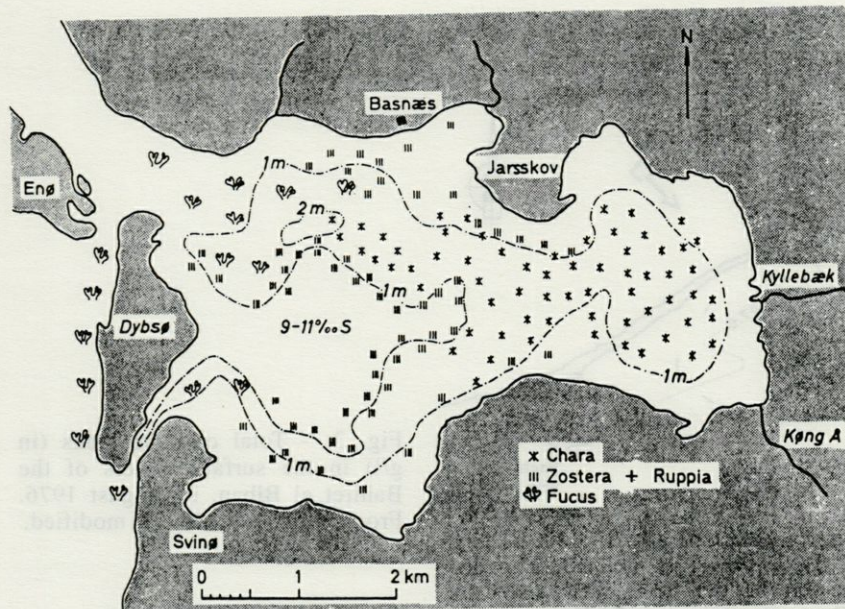 N
Basnæs
1m
Jarsskov
Enø
2m
1m
Kyllebæk
Dybsø
9-11‰ S
1m
Køng A
Chara
Zostera + Ruppia
Fucus
1m
Svinø
0 2 km